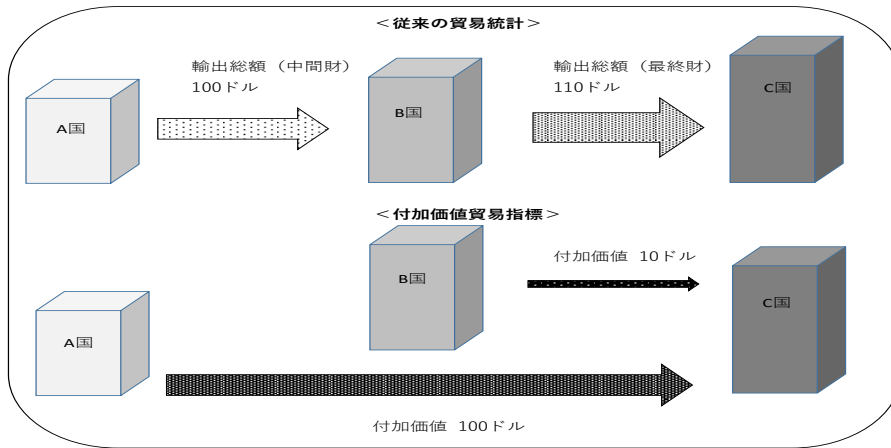 ＜従来の貿易統計＞
輸出総額（中間財）
100ドル
輸出総額（最終財）
110ドル
A国
B国
C国
＜付加価値貿易指標＞
付加価値 10ドル
B国
A国
C国
付加価値 100ドル